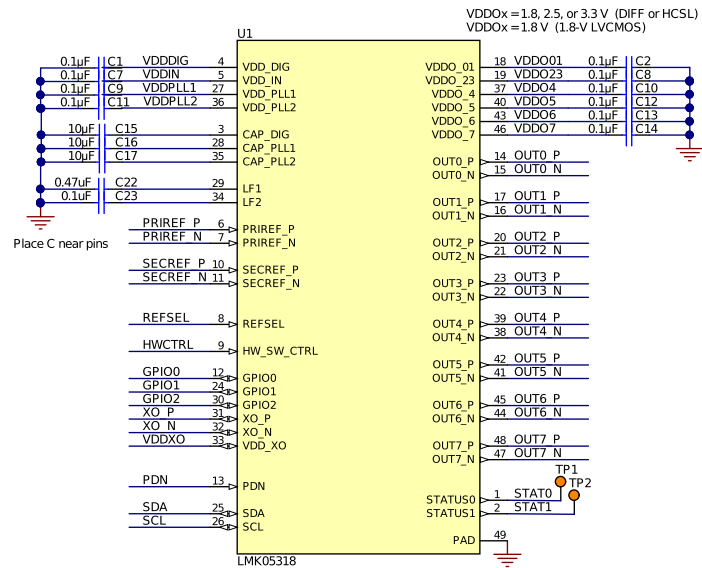 VDDOx = 1.8, 2.5, or 3.3 V (DIFF or HCSL)
VDDOx = 1.8 V (1.8-V LVCMOS)
U1
0.1µF C1 VDDDIG 4 VDD_DIG
0.1µF C7 VDDIN 5 VDD_IN
0.1µF C9 VDDPLL1 27 VDD_PLL1
0.1µF C11 VDDPLL2 36 VDD_PLL2
10µF C15 3 CAP_DIG
10µF C16 28 CAP_PLL1
10µF C17 35 CAP_PLL2
0.47uF C22 29 LF1
0.1uF C23 34 LF2
Place C near pins
PRIREF_P 6 PRIREF_P
PRIREF_N 7 PRIREF_N
SECREF_P 10 SECREF_P
SECREF_N 11 SECREF_N
REFSEL 8 REFSEL
HWCTRL 9 HW_SW_CTRL
GPIO0 12 GPIO0
GPIO1 24 GPIO1
GPIO2 30 GPIO2
XO_P 31 XO_P
XO_N 32 XO_N
VDDXO 33 VDD_XO
PDN 13 PDN
SDA 25 SDA
SCL 26 SCL
VDDO_01 18 VDDO01 0.1µF C2
VDDO_23 19 VDDO23 0.1µF C8
VDDO_4 37 VDDO4 0.1µF C10
VDDO_5 40 VDDO5 0.1µF C12
VDDO_6 43 VDDO6 0.1µF C13
VDDO_7 46 VDDO7 0.1µF C14
OUT0_P 14 OUT0_P
OUT0_N 15 OUT0_N
OUT1_P 17 OUT1_P
OUT1_N 16 OUT1_N
OUT2_P 20 OUT2_P
OUT2_N 21 OUT2_N
OUT3_P 23 OUT3_P
OUT3_N 22 OUT3_N
OUT4_P 39 OUT4_P
OUT4_N 38 OUT4_N
OUT5_P 42 OUT5_P
OUT5_N 41 OUT5_N
OUT6_P 45 OUT6_P
OUT6_N 44 OUT6_N
OUT7_P 48 OUT7_P
OUT7_N 47 OUT7_N
TP1
TP2
STATUS0 1 STAT0
STATUS1 2 STAT1
PAD 49
LMK05318